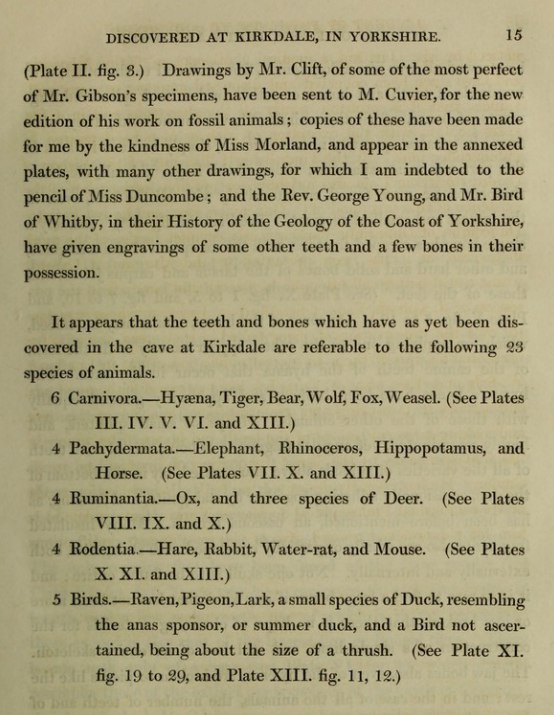 DISCOVERED AT KIRKDALE, IN YORKSHIRE. 15
(Plate II. fig. 3.) Drawings by Mr. Clift, of some of the most perfect
of Mr. Gibson's specimens, have been sent to M. Cuvier, for the new
edition of his work on fossil animals; copies of these have been made
for me by the kindness of Miss Morland, and appear in the annexed
plates, with many other drawings, for which I am indebted to the
pencil of Miss Duncombe; and the Rev. George Young, and Mr. Bird
of Whitby, in their History of the Geology of the Coast of Yorkshire,
have given engravings of some other teeth and a few bones in their
possession.
It appears that the teeth and bones which have as yet been dis-
covered in the cave at Kirkdale are referable to the following 23
species of animals.
6 Carnivora.—Hyæna, Tiger, Bear, Wolf, Fox, Weasel. (See Plates
III. IV. V. VI. and XIII.)
4 Pachydermata.—Elephant, Rhinoceros, Hippopotamus, and
Horse. (See Plates VII. X. and XIII.)
4 Ruminantia.—Ox, and three species of Deer. (See Plates
VIII. IX. and X.)
4 Rodentia.—Hare, Rabbit, Water-rat, and Mouse. (See Plates
X. XI. and XIII.)
5 Birds.—Raven, Pigeon, Lark, a small species of Duck, resembling
the anas sponsor, or summer duck, and a Bird not ascer-
tained, being about the size of a thrush. (See Plate XI.
fig. 19 to 29, and Plate XIII. fig. 11, 12.)